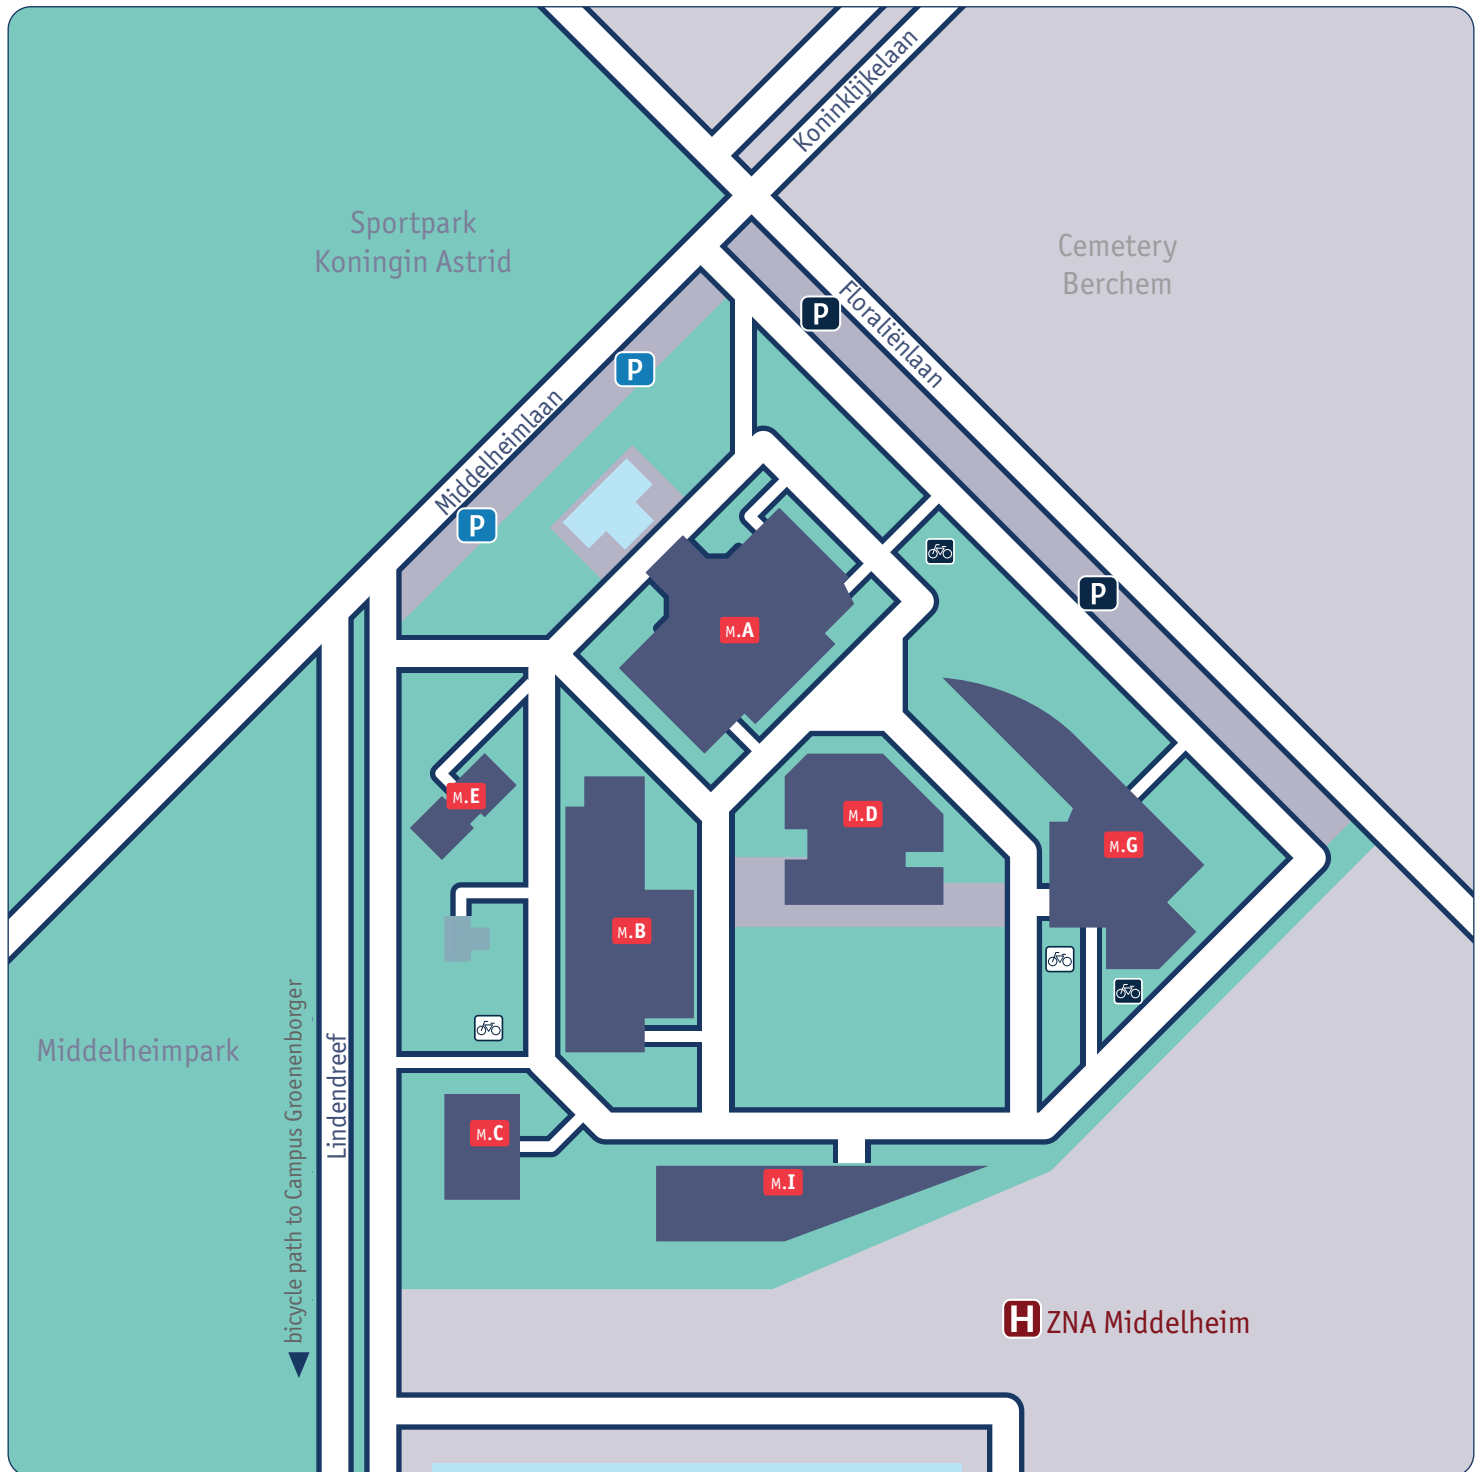 Koninklijkelaan
Sportpark
Koningin Astrid
Cemetery
Berchem
P
Floraliënlaan
P
Middelheimlaan
P
P
M.A
M.E
M.D
M.G
M.B
Middelheimpark
bicycle path to Campus Groenenborger
Lindendreef
M.C
M.I
H ZNA Middelheim